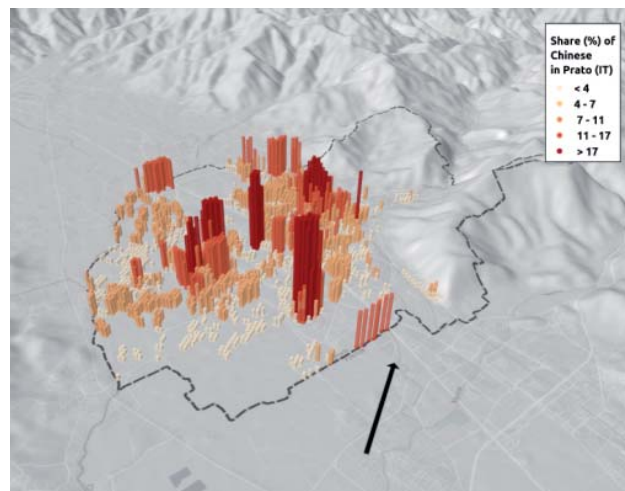 Share (%) of
Chinese
in Prato (IT)
< 4
4 - 7
7 - 11
11 - 17
> 17